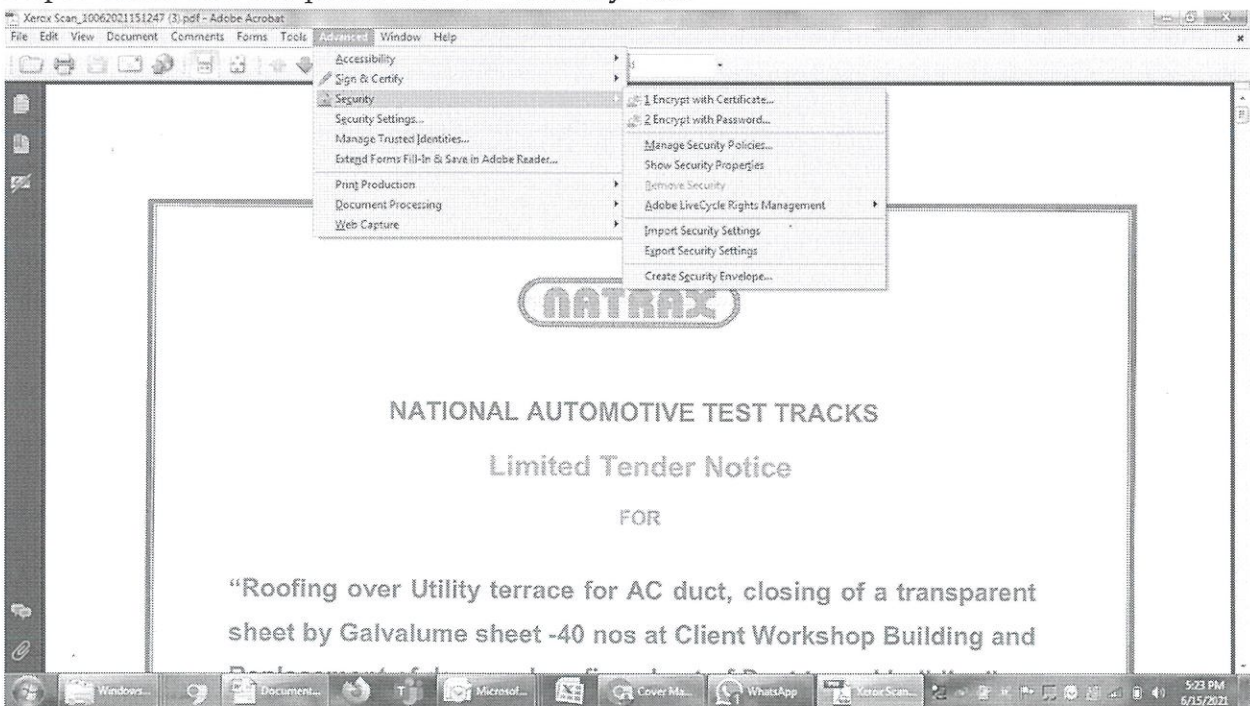 Xerox Scan_10062021151247 (3).pdf - Adobe Acrobat
File Edit View Document Comments Forms Tools Advanced Window Help
Accessibility
Sign & Certify
Security
1 Encrypt with Certificate...
Security Settings...
2 Encrypt with Password...
Manage Trusted Identities...
Manage Security Policies...
Extend Forms Fill-In & Save in Adobe Reader...
Show Security Properties
Print Production
Remove Security
Document Processing
Adobe LiveCycle Rights Management
Web Capture
Import Security Settings
Export Security Settings
Create Security Envelope...
NATRAX
NATIONAL AUTOMOTIVE TEST TRACKS
Limited Tender Notice
FOR
“Roofing over Utility terrace for AC duct, closing of a transparent
sheet by Galvalume sheet -40 nos at Client Workshop Building and
Windows... Document... Microsof... Cover Ma... WhatsApp Xerox Scan... 5:23 PM
6/15/2021